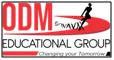 ODM
EDUCATIONAL GROUP
Changing your Tomorrow